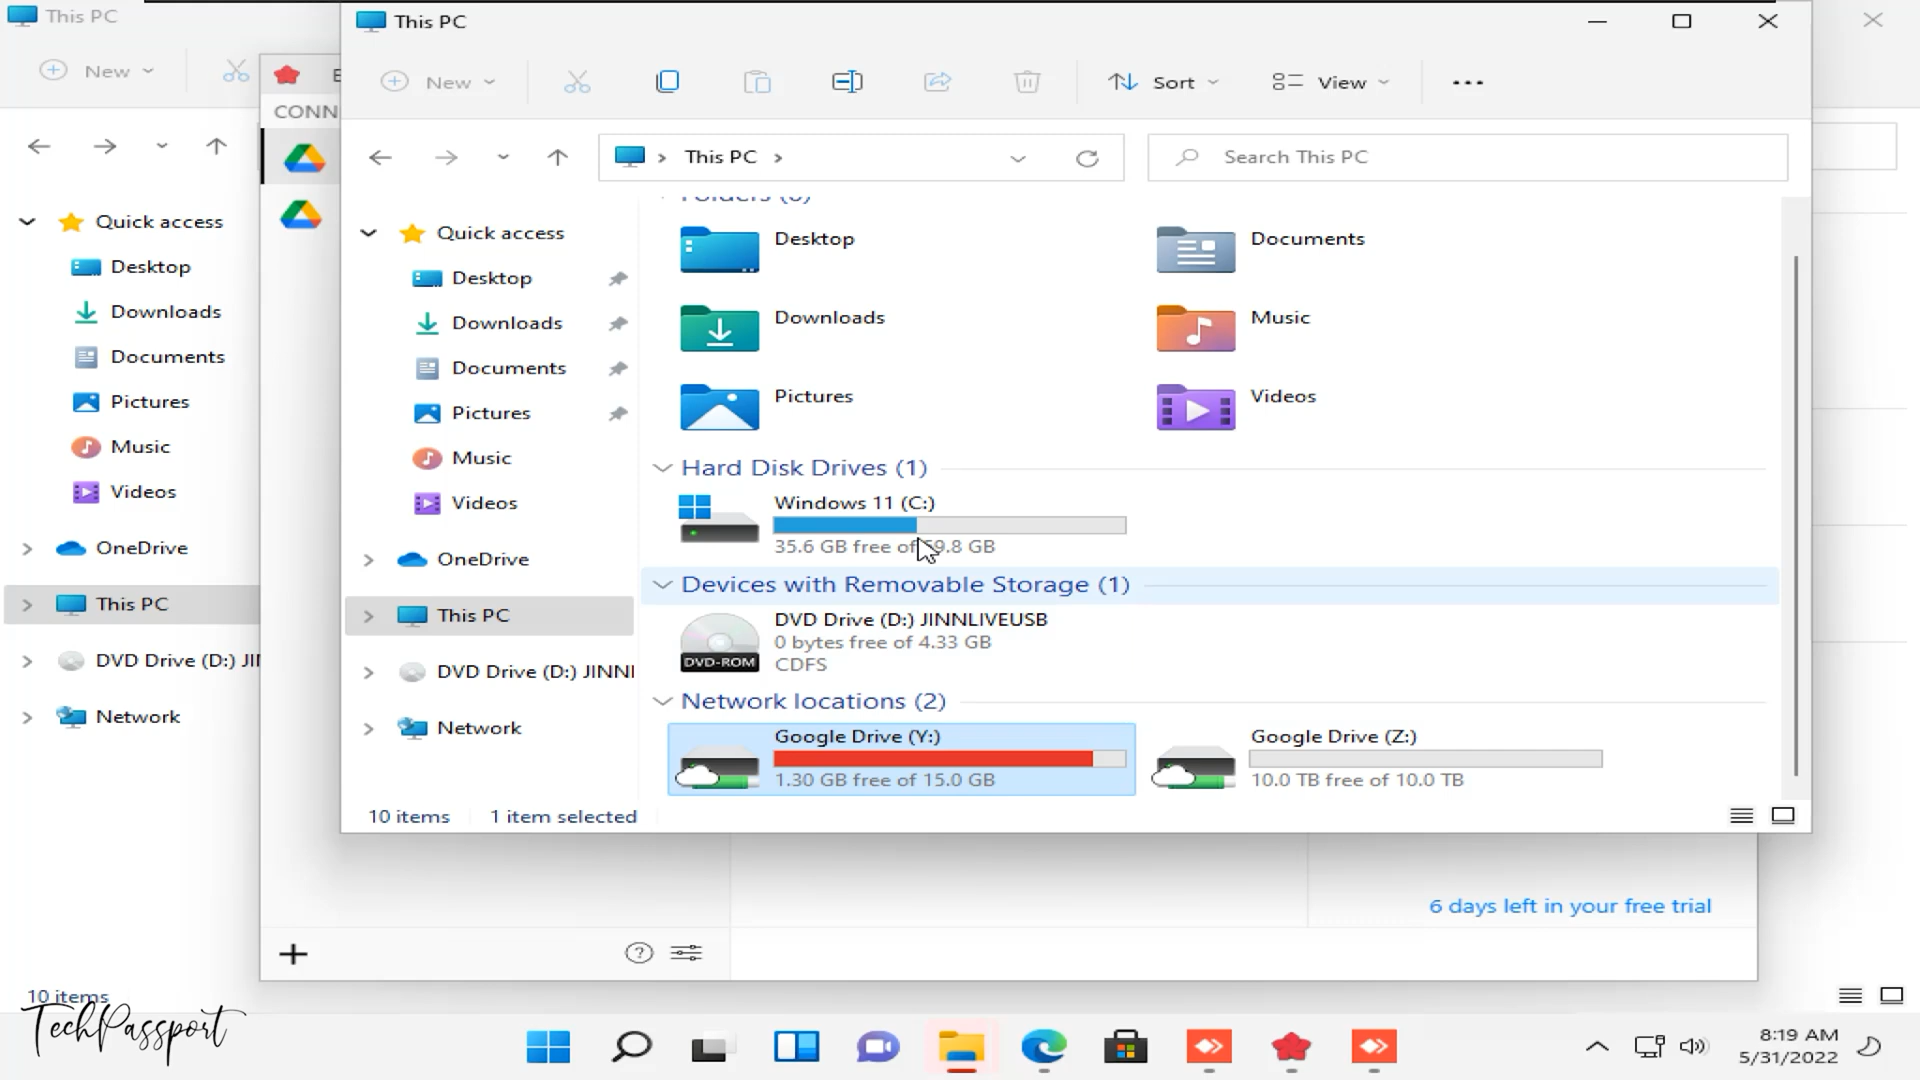 This PC
New
10 items
Quick access
Desktop
Downloads
Documents
Pictures
Music
Videos
OneDrive
This PC
DVD Drive (D:) JI
Network
CONN
This PC
New
Sort
View
This PC
Search This PC
Quick access
Desktop
Downloads
Documents
Pictures
Music
Videos
OneDrive
This PC
DVD Drive (D:) JINNI
Network
Desktop
Documents
Downloads
Music
Pictures
Videos
Hard Disk Drives (1)
Windows 11 (C:)
35.6 GB free of 59.8 GB
Devices with Removable Storage (1)
DVD Drive (D:) JINNLIVEUSB
0 bytes free of 4.33 GB
CDFS
DVD-ROM
Network locations (2)
Google Drive (Y:)
1.30 GB free of 15.0 GB
Google Drive (Z:)
10.0 TB free of 10.0 TB
10 items
1 item selected
6 days left in your free trial
TechPassport
8:19 AM
5/31/2022